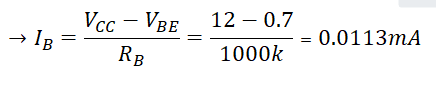 → I_B = (V_CC − V_BE) / R_B = (12 − 0.7) / 1000k = 0.0113mA